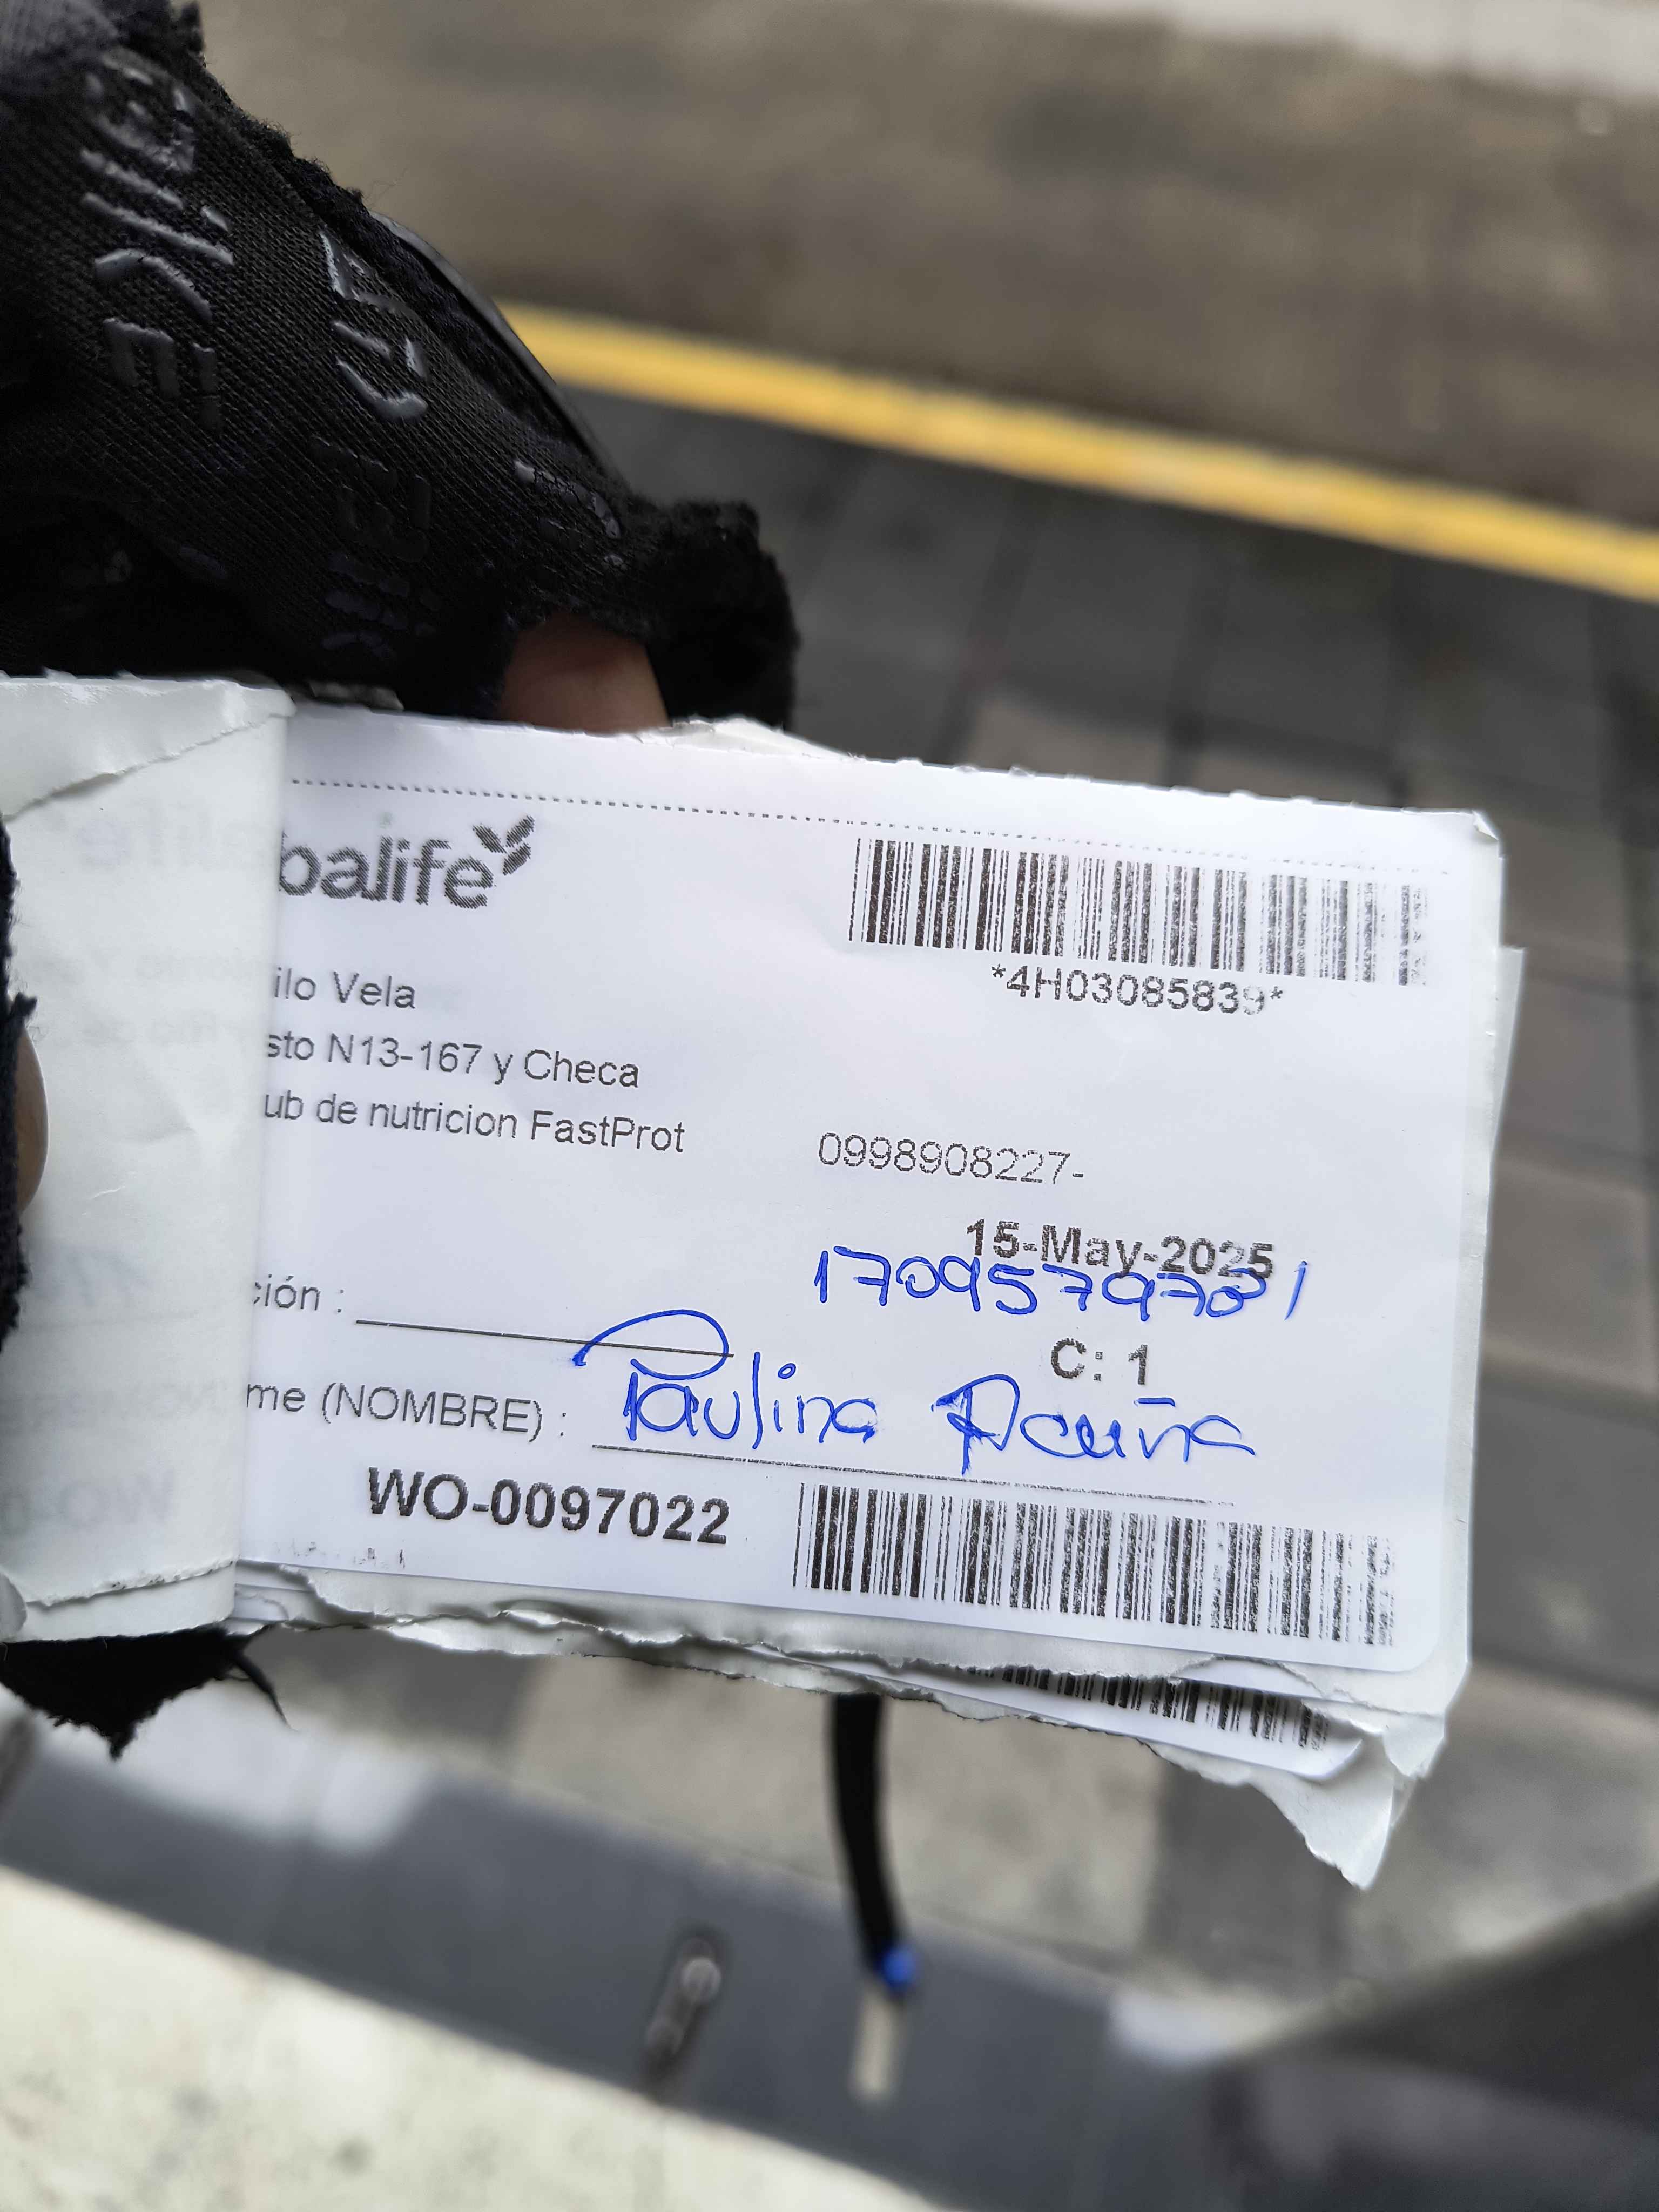 balife
*4H03085839*
ilo Vela
sto N13-167 y Checa
ub de nutricion FastProt
0998908227-
15-May-2025
ción :
C: 1
me (NOMBRE) : Paulina Acuña
WO-0097022